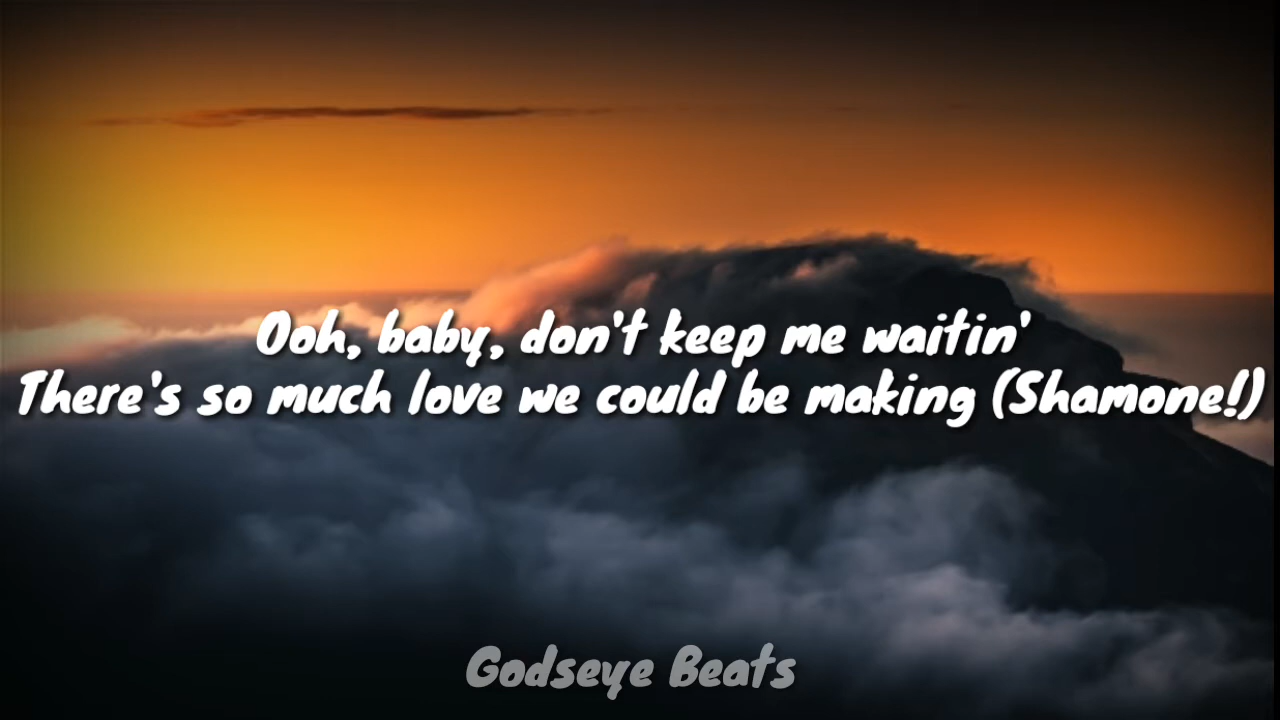 Ooh, baby, don't keep me waitin'
There's so much love we could be making (Shamone!)
Godseye Beats